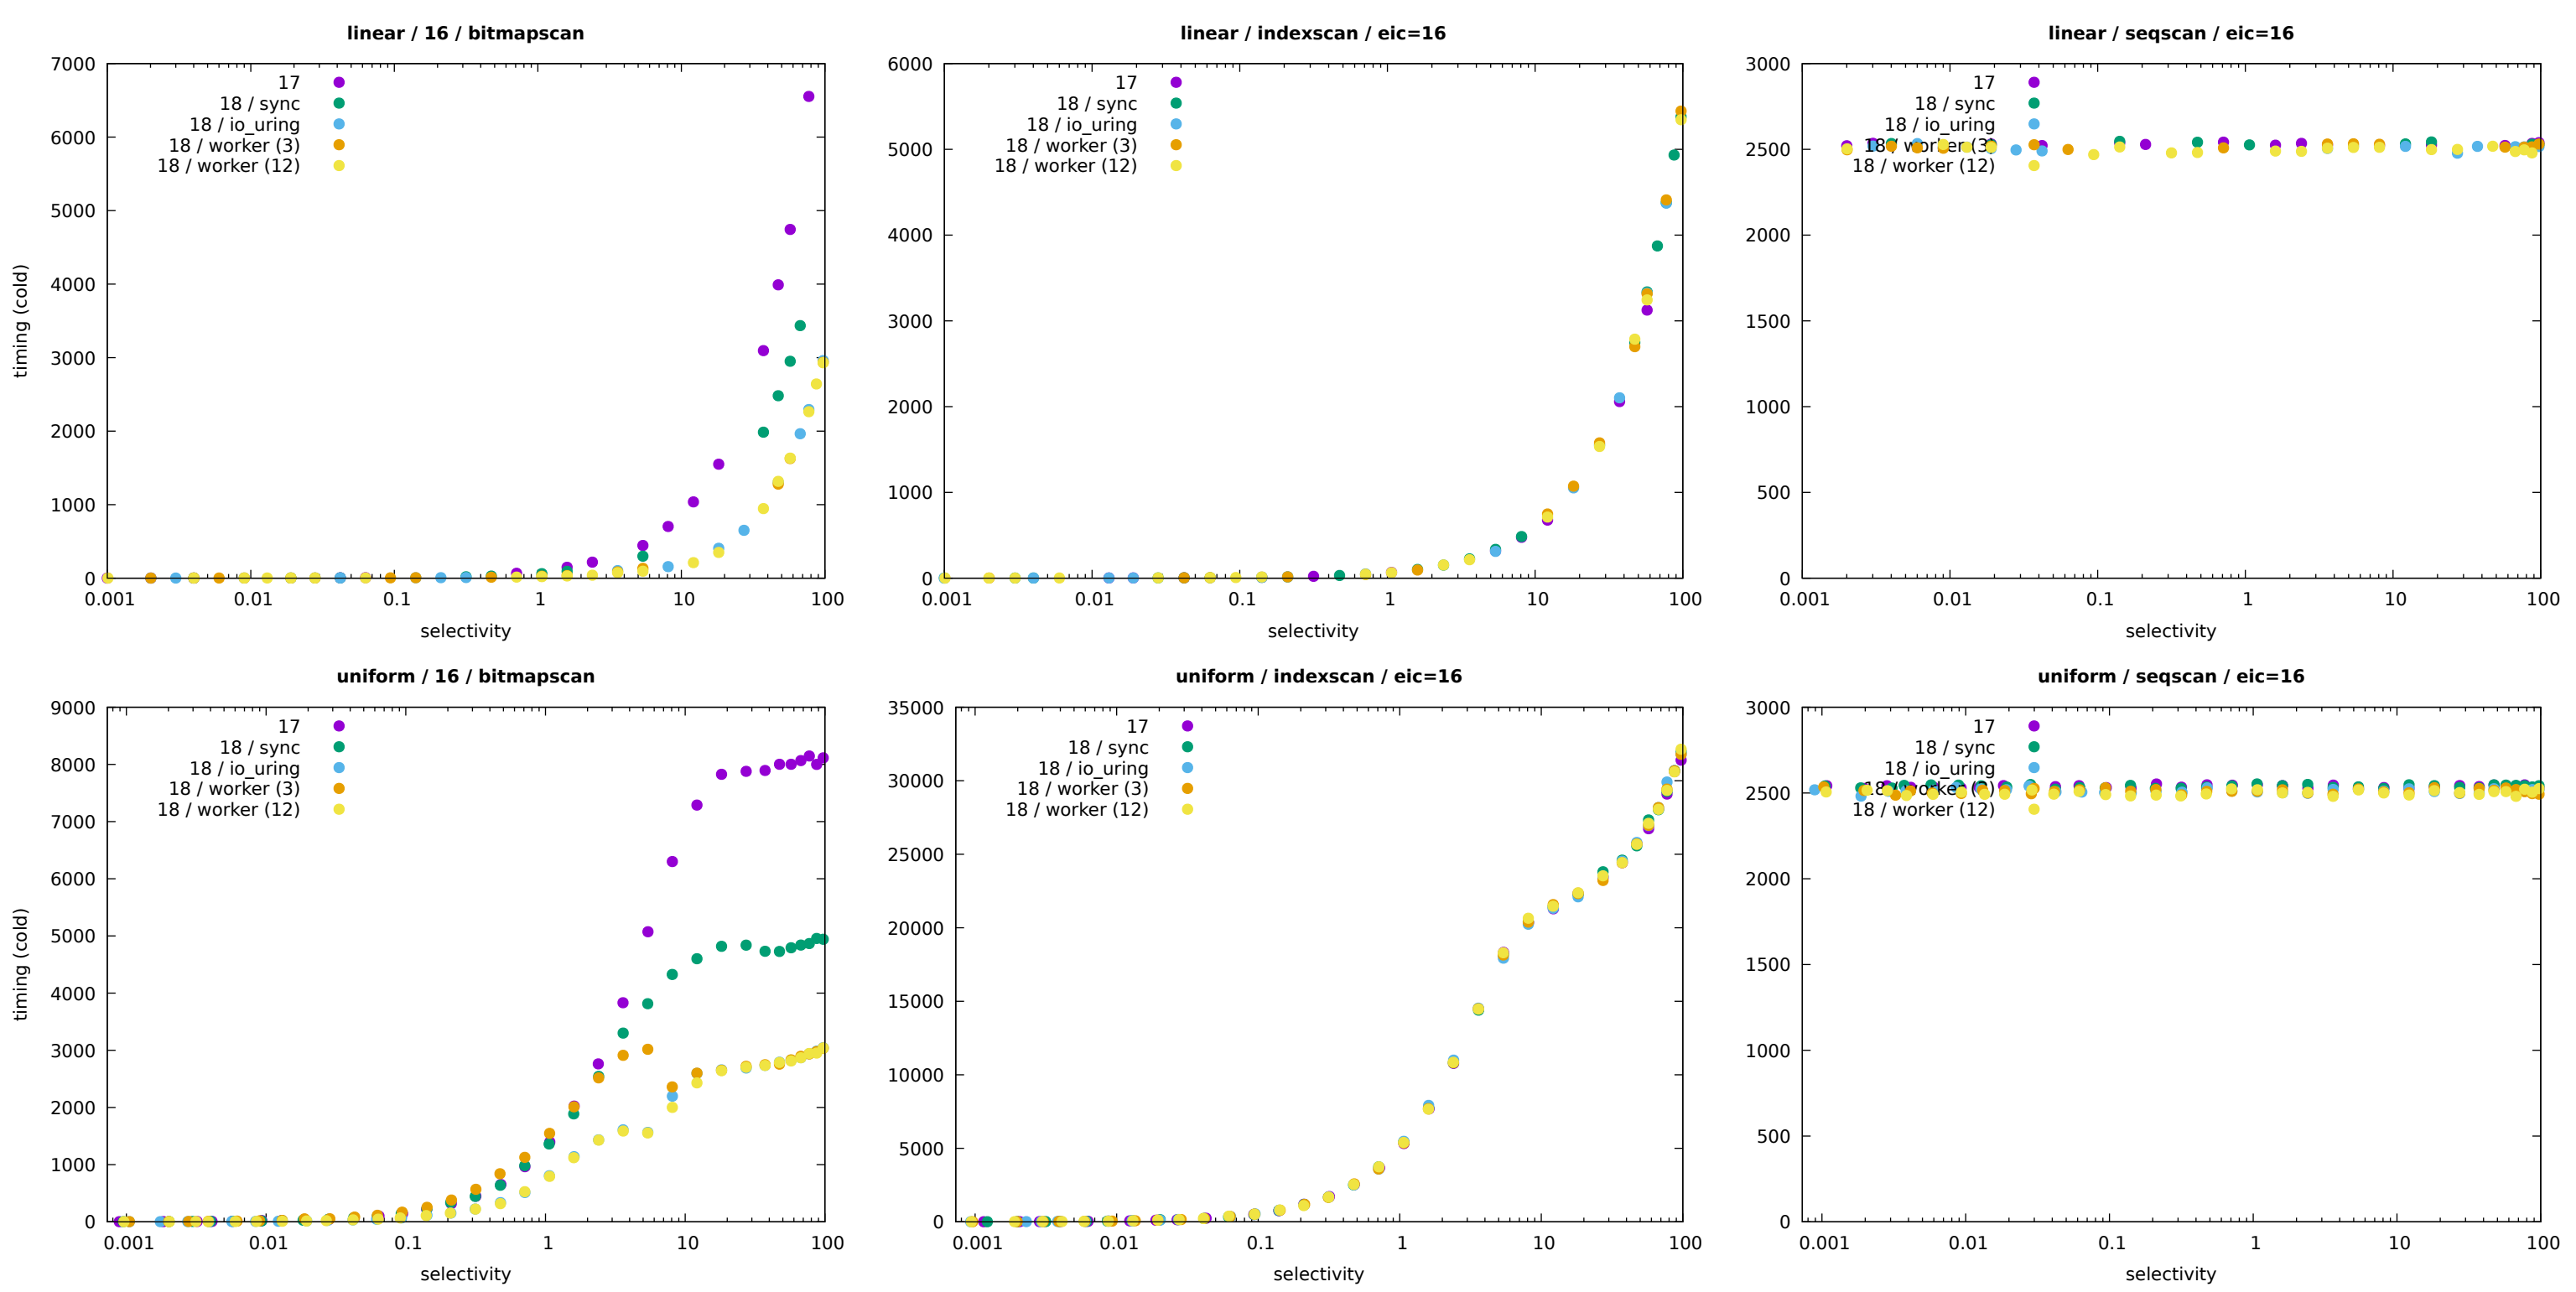 linear / 16 / bitmapscan
7000
6000
5000
4000
3000
2000
1000
0
0.001 0.01 0.1 1 10 100
timing (cold)
selectivity
17
18 / sync
18 / io_uring
18 / worker (3)
18 / worker (12)
linear / indexscan / eic=16
6000
5000
4000
3000
2000
1000
0
0.001 0.01 0.1 1 10 100
selectivity
17
18 / sync
18 / io_uring
18 / worker (3)
18 / worker (12)
linear / seqscan / eic=16
3000
2500
2000
1500
1000
500
0
0.001 0.01 0.1 1 10 100
selectivity
17
18 / sync
18 / io_uring
18 / worker (3)
18 / worker (12)
uniform / 16 / bitmapscan
9000
8000
7000
6000
5000
4000
3000
2000
1000
0
0.001 0.01 0.1 1 10 100
timing (cold)
selectivity
17
18 / sync
18 / io_uring
18 / worker (3)
18 / worker (12)
uniform / indexscan / eic=16
35000
30000
25000
20000
15000
10000
5000
0
0.001 0.01 0.1 1 10 100
selectivity
17
18 / sync
18 / io_uring
18 / worker (3)
18 / worker (12)
uniform / seqscan / eic=16
3000
2500
2000
1500
1000
500
0
0.001 0.01 0.1 1 10 100
selectivity
17
18 / sync
18 / io_uring
18 / worker (3)
18 / worker (12)